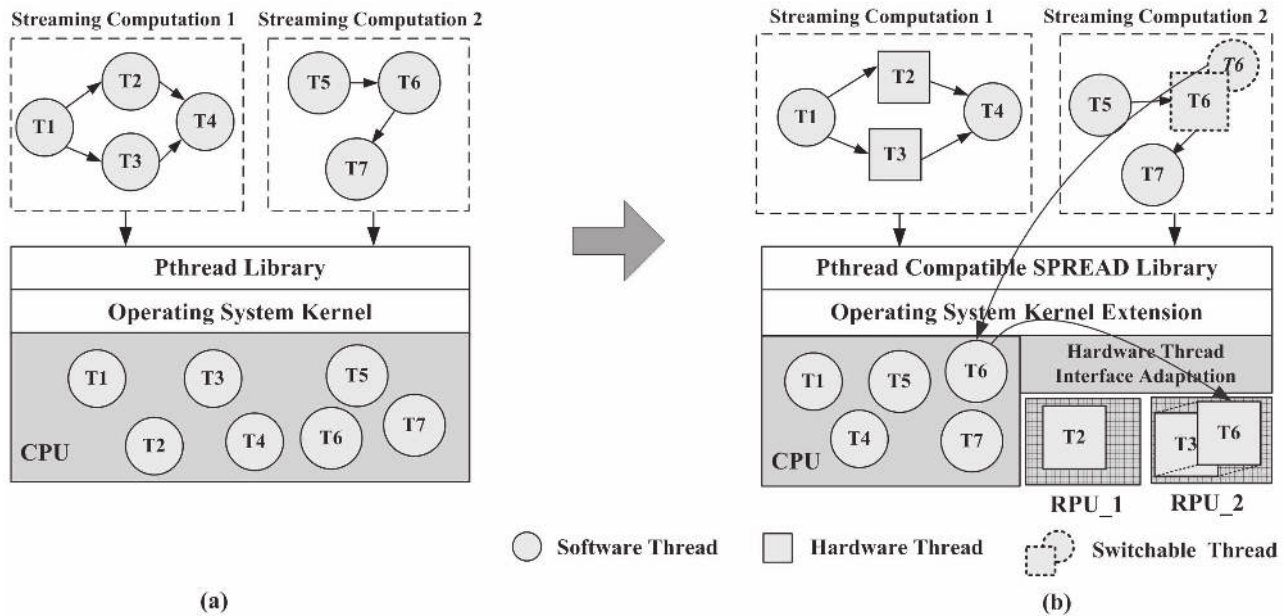 Streaming Computation 1
Streaming Computation 2
T1
T2
T3
T4
T5
T6
T7
Pthread Library
Operating System Kernel
T1
T3
T5
T2
T4
T6
T7
CPU
(a)
Streaming Computation 1
Streaming Computation 2
T1
T2
T3
T4
T5
T6
T6
T7
Pthread Compatible SPREAD Library
Operating System Kernel Extension
T1
T5
T6
T4
T7
CPU
Hardware Thread
Interface Adaptation
T2
T3
T6
RPU_1
RPU_2
Software Thread
Hardware Thread
Switchable Thread
(b)